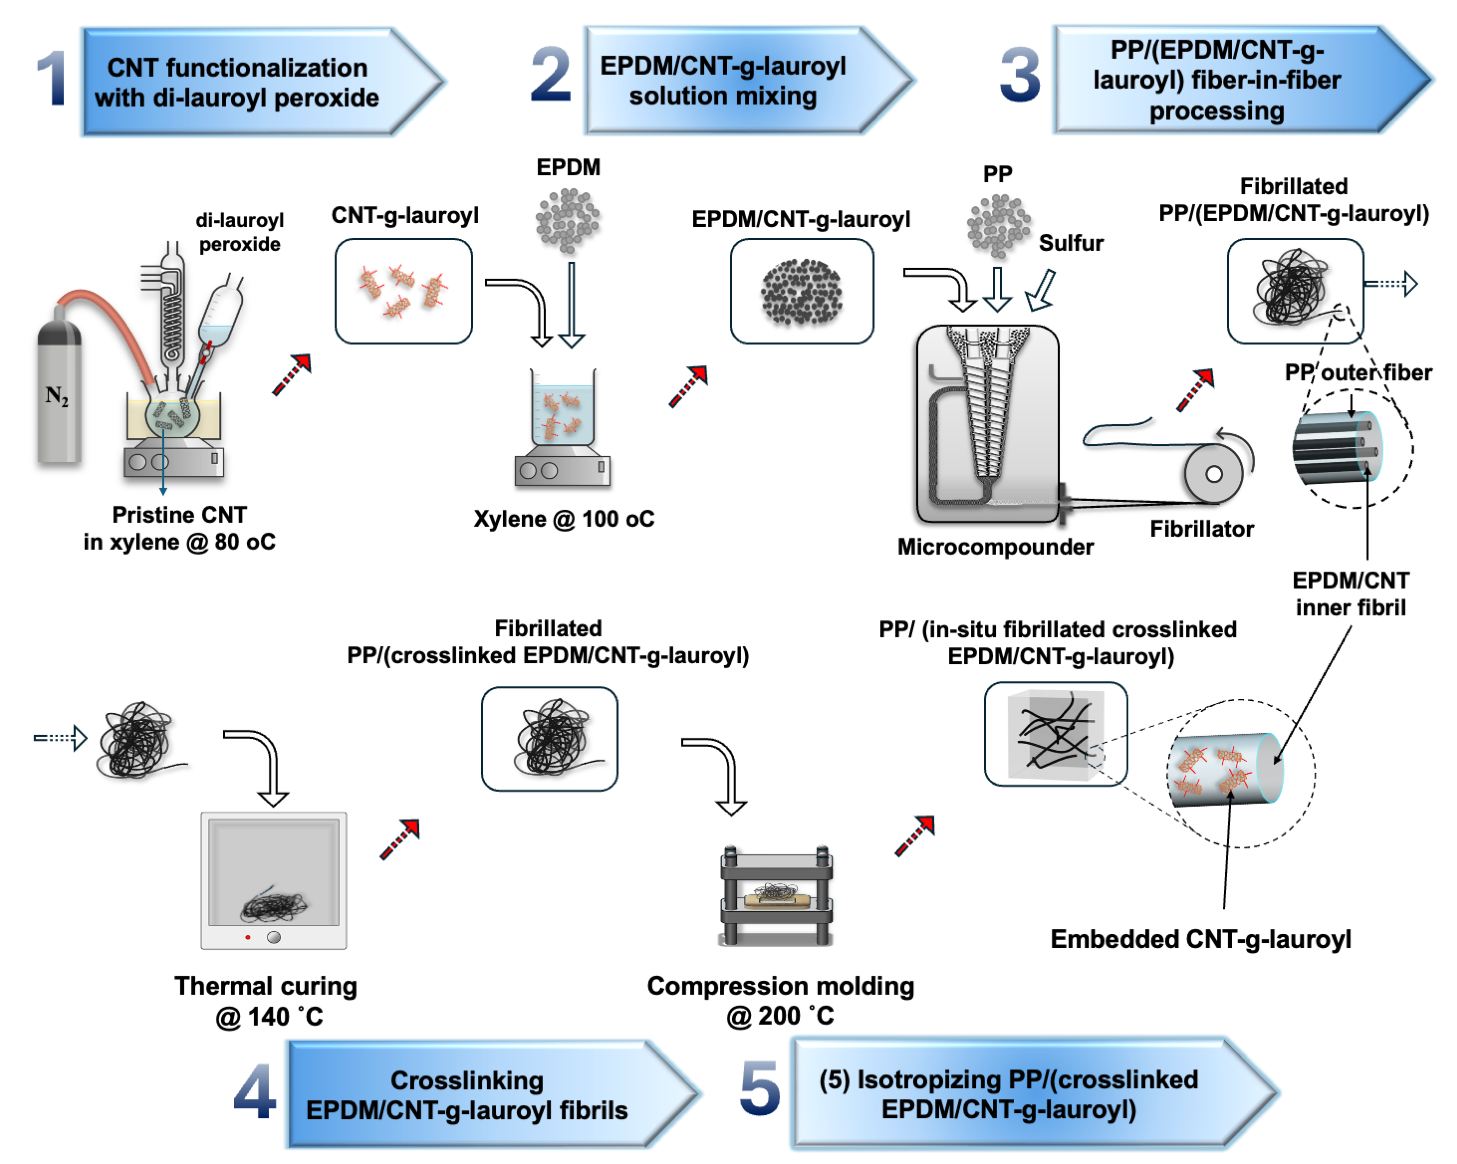 1
CNT functionalization
with di-lauroyl peroxide
2
EPDM/CNT-g-lauroyl
solution mixing
3
PP/(EPDM/CNT-g-
lauroyl) fiber-in-fiber
processing
di-lauroyl
peroxide
N2
Pristine CNT
in xylene @ 80 oC
CNT-g-lauroyl
EPDM
Xylene @ 100 oC
EPDM/CNT-g-lauroyl
PP
Sulfur
Microcompounder
Fibrillator
Fibrillated
PP/(EPDM/CNT-g-lauroyl)
PP outer fiber
EPDM/CNT
inner fibril
Fibrillated
PP/(crosslinked EPDM/CNT-g-lauroyl)
PP/ (in-situ fibrillated crosslinked
EPDM/CNT-g-lauroyl)
Embedded CNT-g-lauroyl
Thermal curing
@ 140 ˚C
Compression molding
@ 200 ˚C
4
Crosslinking
EPDM/CNT-g-lauroyl fibrils
5
(5) Isotropizing PP/(crosslinked
EPDM/CNT-g-lauroyl)